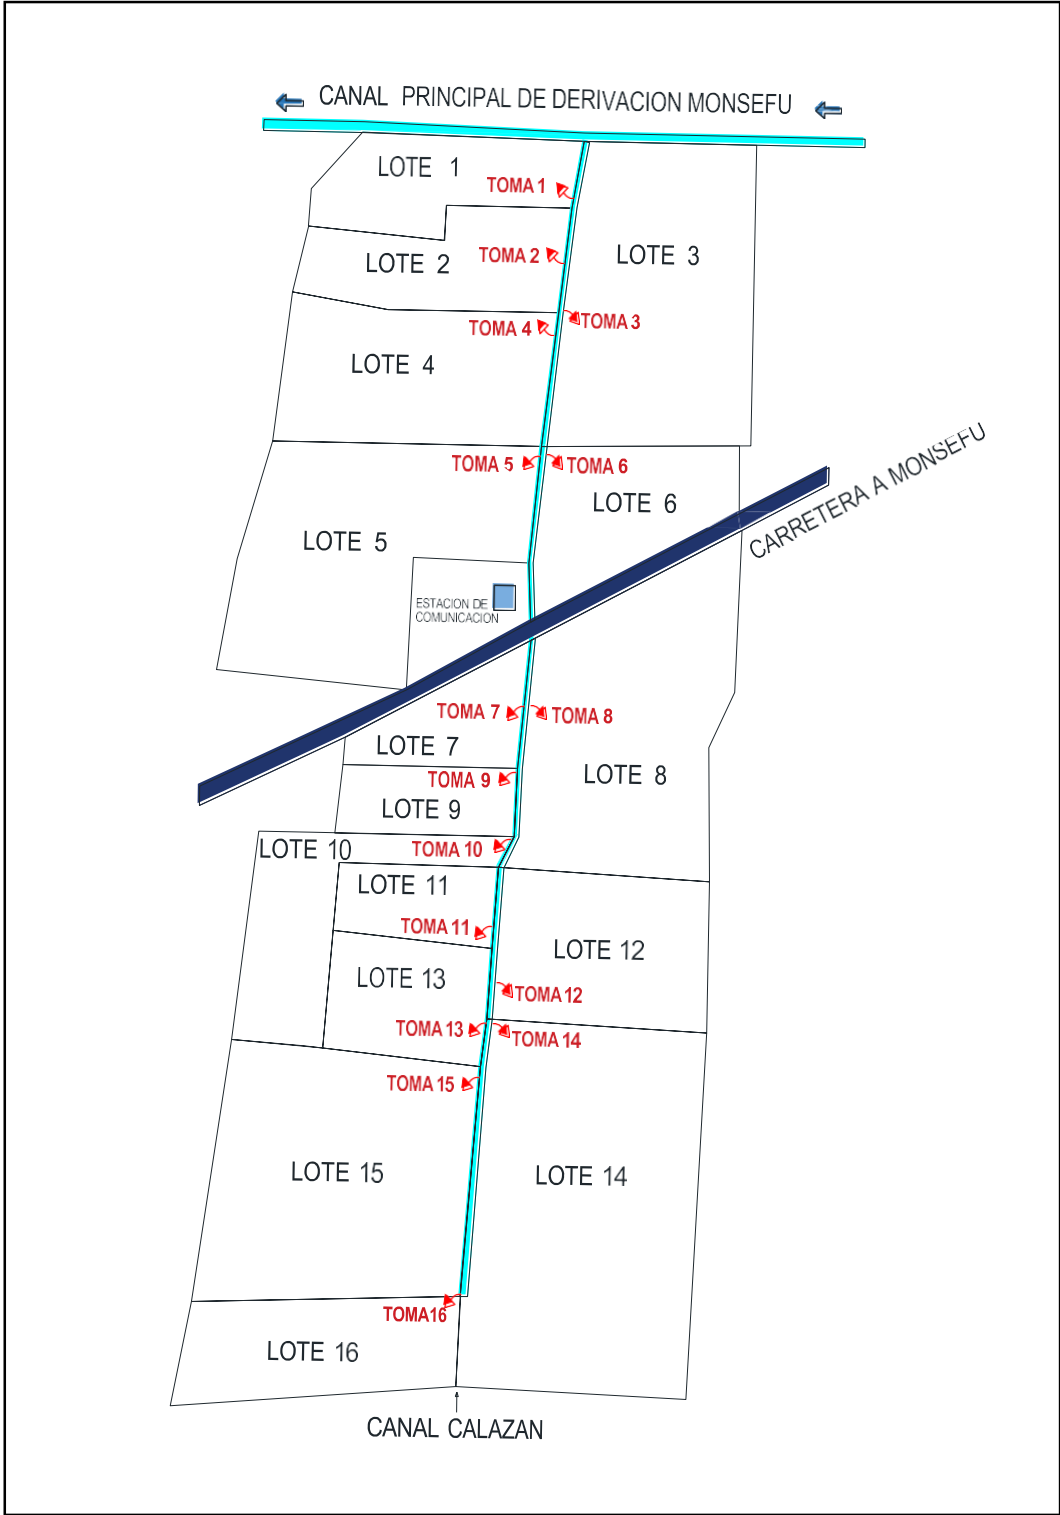 CANAL PRINCIPAL DE DERIVACION MONSEFU
LOTE 1
TOMA 1
LOTE 2
TOMA 2
LOTE 3
TOMA 4
TOMA 3
LOTE 4
CARRETERA A MONSEFU
TOMA 5
TOMA 6
LOTE 6
LOTE 5
ESTACION DE
COMUNICACION
TOMA 7
TOMA 8
LOTE 7
LOTE 8
TOMA 9
LOTE 9
LOTE 10
TOMA 10
LOTE 11
TOMA 11
LOTE 12
LOTE 13
TOMA 12
TOMA 13
TOMA 14
TOMA 15
LOTE 15
LOTE 14
TOMA16
LOTE 16
CANAL CALAZAN